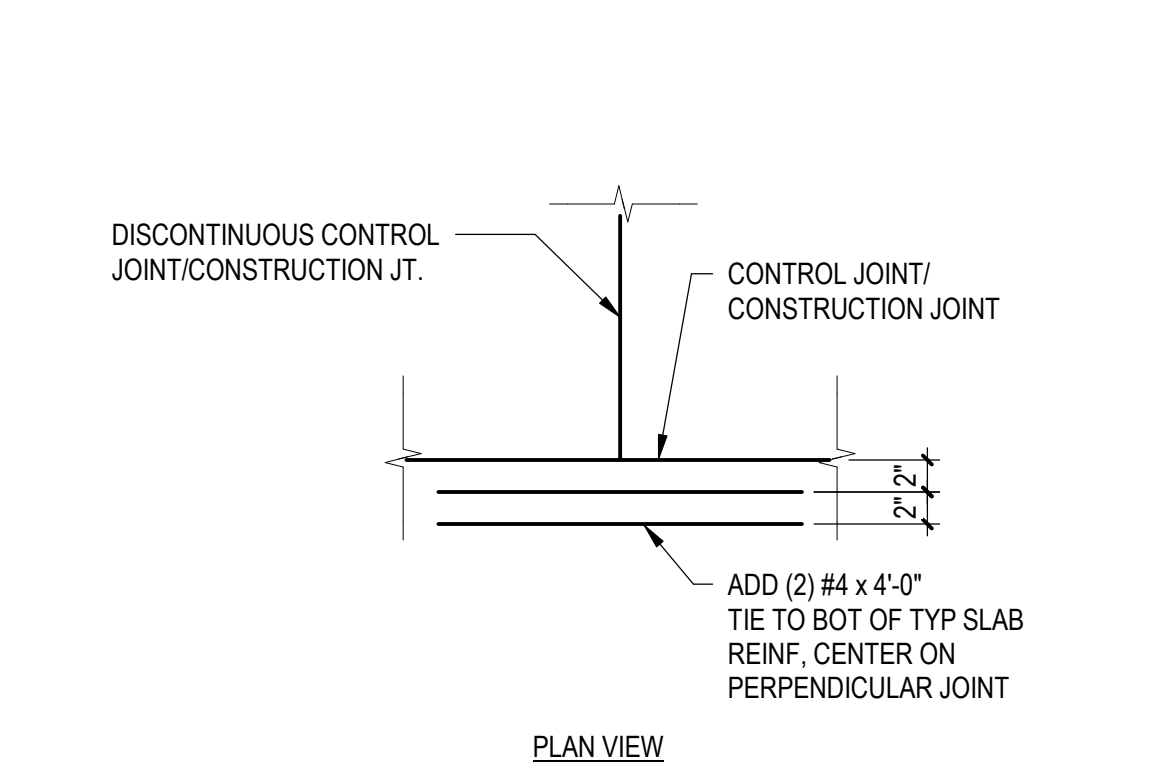 DISCONTINUOUS CONTROL
JOINT/CONSTRUCTION JT.
CONTROL JOINT/
CONSTRUCTION JOINT
2"
2"
ADD (2) #4 x 4'-0"
TIE TO BOT OF TYP SLAB
REINF, CENTER ON
PERPENDICULAR JOINT
PLAN VIEW